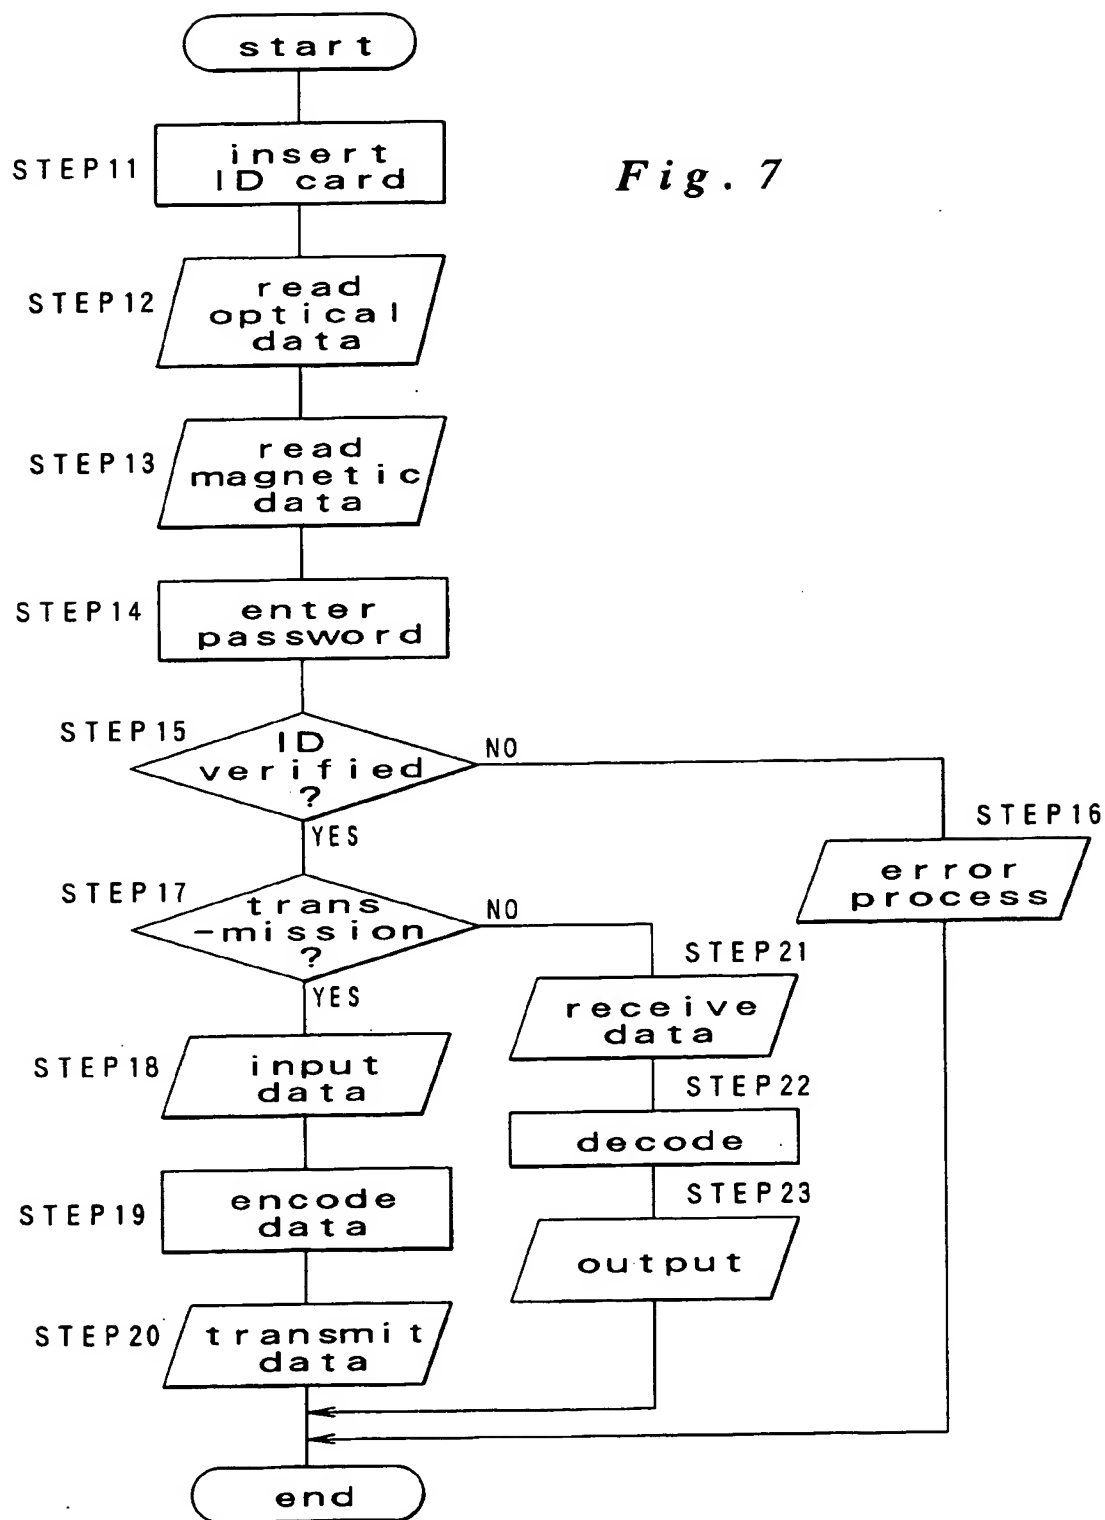 start
STEP11
insert
ID card
Fig. 7
STEP12
read
optical
data
STEP13
read
magnetic
data
STEP14
enter
password
STEP15
ID
verified
?
NO
YES
STEP16
error
process
STEP17
trans
-mission
?
NO
YES
STEP21
receive
data
STEP18
input
data
STEP22
decode
STEP19
encode
data
STEP23
output
STEP20
transmit
data
end